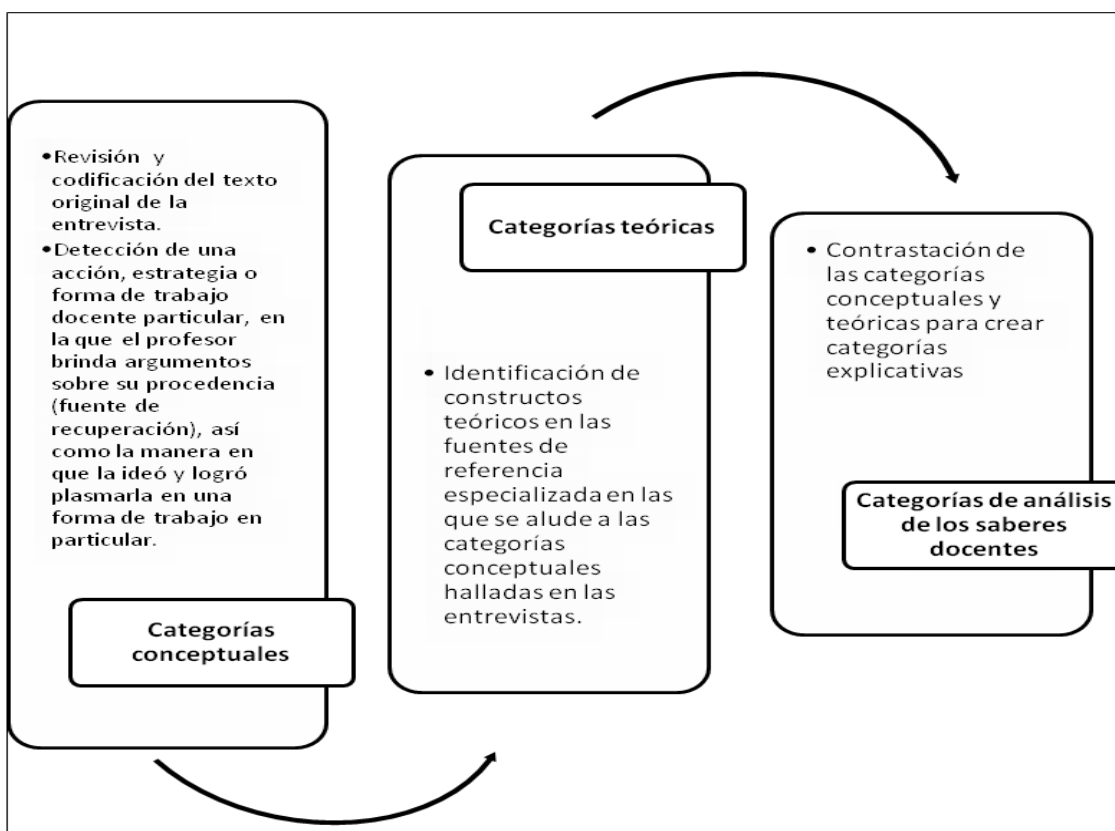 •Revisión y
codificación del texto
original de la
entrevista.
•Detección de una
acción, estrategia o
forma de trabajo
docente particular, en
la que el profesor
brinda argumentos
sobre su procedencia
(fuente de
recuperación), así
como la manera en
que la ideó y logró
plasmarla en una
forma de trabajo en
particular.
Categorías
conceptuales
Categorías teóricas
• Identificación de
constructos
teóricos en las
fuentes de
referencia
especializada en las
que se alude a las
categorías
conceptuales
halladas en las
entrevistas.
• Contrastación de
las categorías
conceptuales y
teóricas para crear
categorías
explicativas
Categorías de análisis
de los saberes
docentes